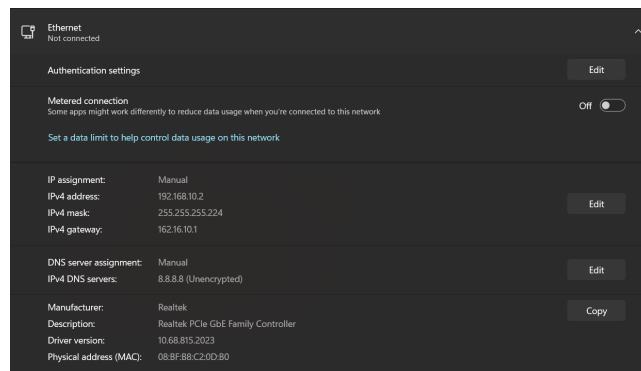 Ethernet
Not connected
Authentication settings
Edit
Metered connection
Some apps might work differently to reduce data usage when you're connected to this network
Off
Set a data limit to help control data usage on this network
IP assignment: Manual
IPv4 address: 192.168.10.2
IPv4 mask: 255.255.255.224
IPv4 gateway: 162.16.10.1
Edit
DNS server assignment: Manual
IPv4 DNS servers: 8.8.8.8 (Unencrypted)
Edit
Manufacturer: Realtek
Description: Realtek PCIe GbE Family Controller
Driver version: 10.68.815.2023
Physical address (MAC): 08:BF:B8:C2:0D:B0
Copy